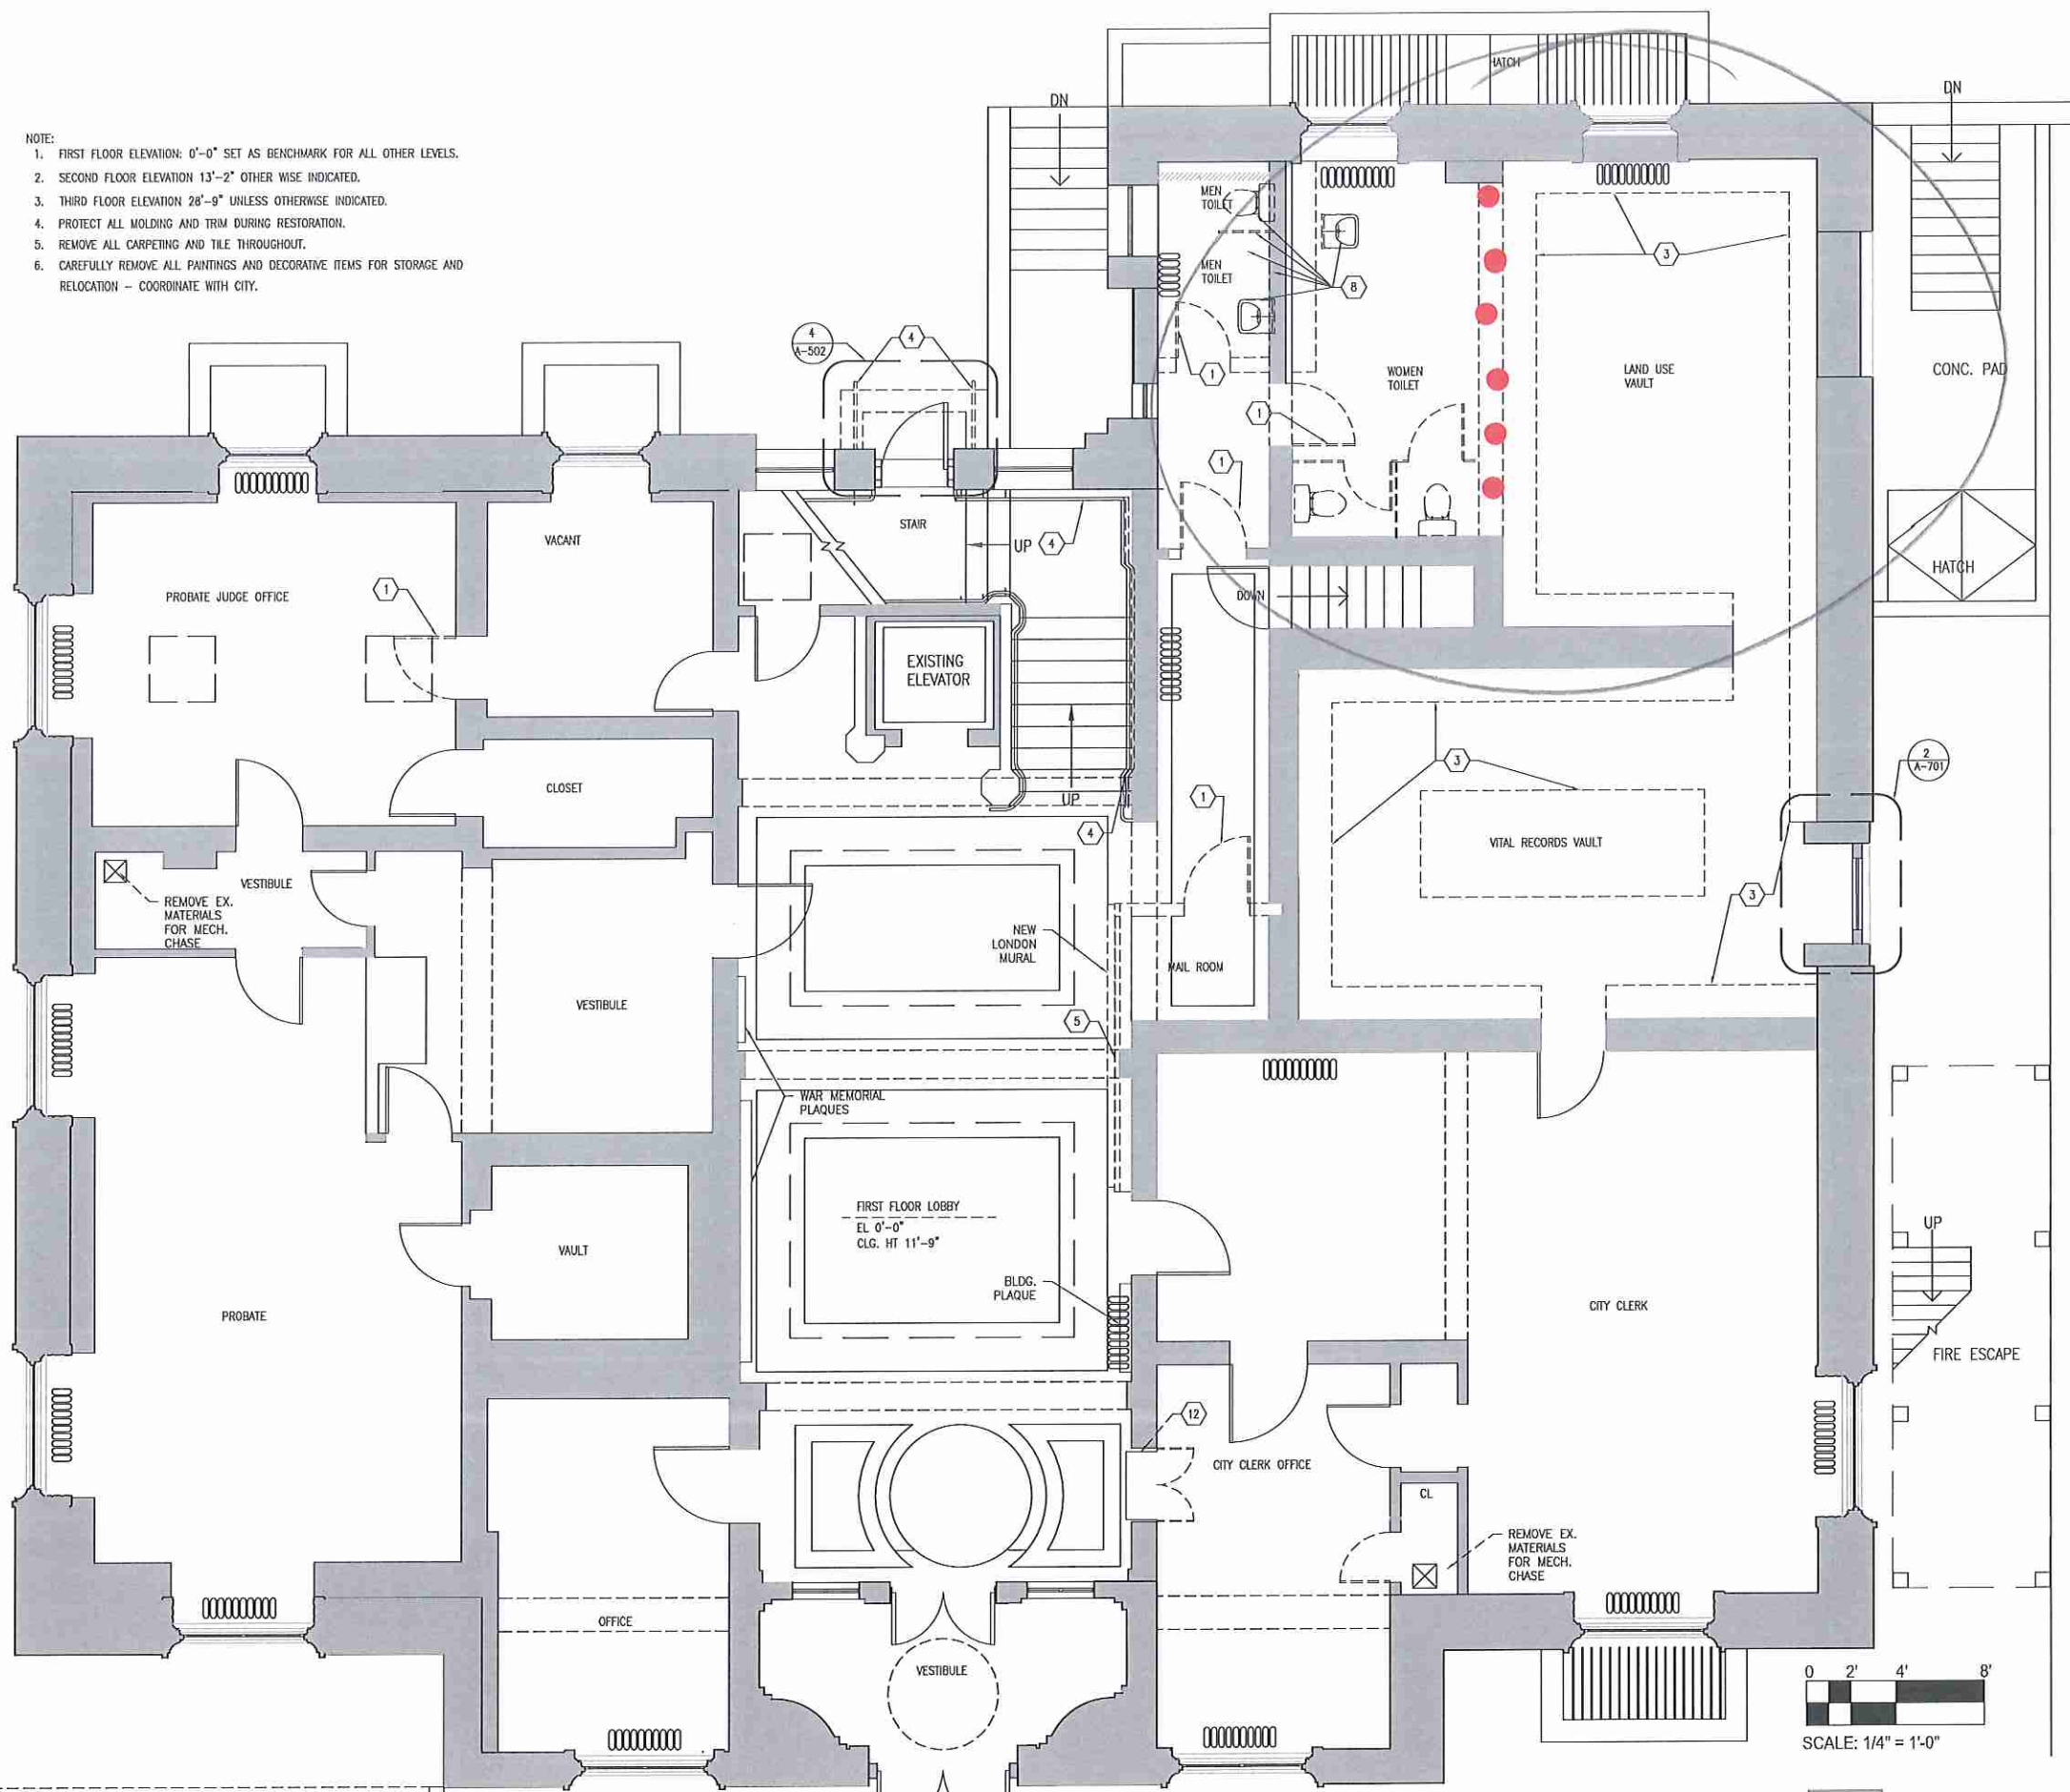 NOTE:
1. FIRST FLOOR ELEVATION: 0'-0" SET AS BENCHMARK FOR ALL OTHER LEVELS.
2. SECOND FLOOR ELEVATION 13'-2" OTHER WISE INDICATED.
3. THIRD FLOOR ELEVATION 28'-9" UNLESS OTHERWISE INDICATED.
4. PROTECT ALL MOLDING AND TRIM DURING RESTORATION.
5. REMOVE ALL CARPETING AND TILE THROUGHOUT.
6. CAREFULLY REMOVE ALL PAINTINGS AND DECORATIVE ITEMS FOR STORAGE AND
RELOCATION – COORDINATE WITH CITY.
HATCH
DN
DN
MEN
TOILET
MEN
TOILET
8
3
1
WOMEN
TOILET
LAND USE
VAULT
CONC. PAD
1
1
4
A-502
4
STAIR
UP
4
VACANT
HATCH
DOWN
PROBATE JUDGE OFFICE
1
EXISTING
ELEVATOR
UP
CLOSET
4
1
3
2
A-701
VITAL RECORDS VAULT
3
VESTIBULE
REMOVE EX.
MATERIALS
FOR MECH.
CHASE
NEW
LONDON
MURAL
MAIL ROOM
VESTIBULE
5
WAR MEMORIAL
PLAQUES
FIRST FLOOR LOBBY
EL 0'-0"
CLG. HT 11'-9"
VAULT
BLDG.
PLAQUE
UP
CITY CLERK
PROBATE
FIRE ESCAPE
12
CITY CLERK OFFICE
CL
REMOVE EX.
MATERIALS
FOR MECH.
CHASE
OFFICE
VESTIBULE
0 2' 4' 8'
SCALE: 1/4" = 1'-0"